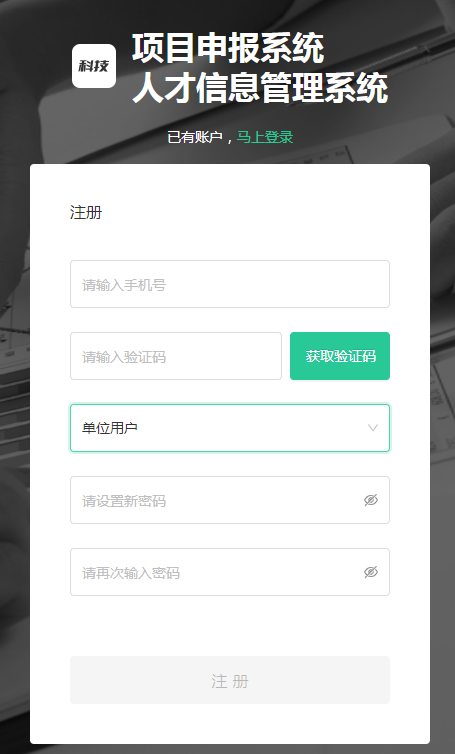 科技
项目申报系统
人才信息管理系统
已有账户，马上登录
注册
请输入手机号
请输入验证码
获取验证码
单位用户
请设置新密码
请再次输入密码
注 册